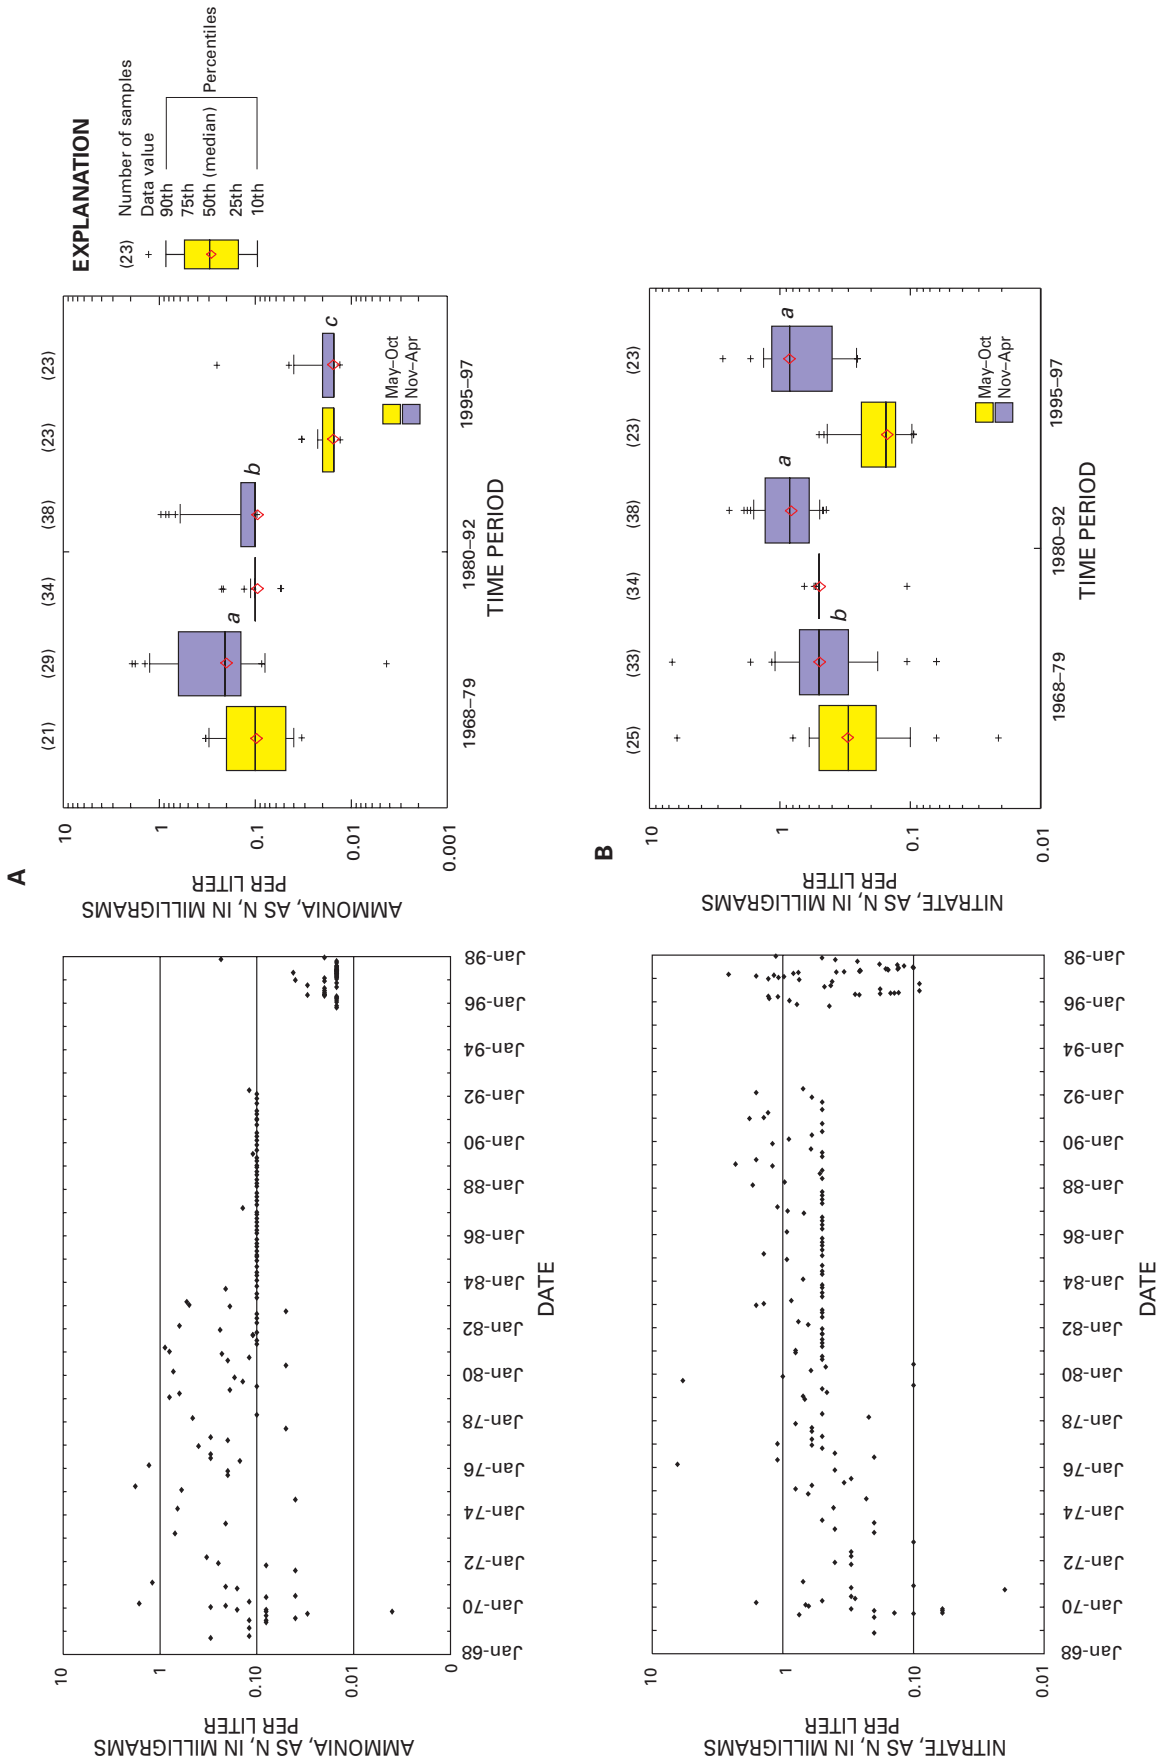 A
AMMONIA, AS N, IN MILLIGRAMS
PER LITER
10
1
0.10
0.01
0
Jan-68
Jan-70
Jan-72
Jan-74
Jan-76
Jan-78
Jan-80
Jan-82
Jan-84
Jan-86
Jan-88
Jan-90
Jan-92
Jan-94
Jan-96
Jan-98
DATE
AMMONIA, AS N, IN MILLIGRAMS
PER LITER
10
1
0.1
0.01
0.001
(21)
(29)
(34)
(38)
(23)
(23)
a
b
c
May–Oct
Nov–Apr
1968–79
1980–92
1995–97
TIME PERIOD
EXPLANATION
(23) Number of samples
Data value
90th
75th
50th (median) Percentiles
25th
10th
B
NITRATE, AS N, IN MILLIGRAMS
PER LITER
10
1
0.10
0.01
Jan-68
Jan-70
Jan-72
Jan-74
Jan-76
Jan-78
Jan-80
Jan-82
Jan-84
Jan-86
Jan-88
Jan-90
Jan-92
Jan-94
Jan-96
Jan-98
DATE
NITRATE, AS N, IN MILLIGRAMS
PER LITER
10
1
0.1
0.01
(25)
(33)
(34)
(38)
(23)
(23)
b
a
a
May–Oct
Nov–Apr
1968–79
1980–92
1995–97
TIME PERIOD